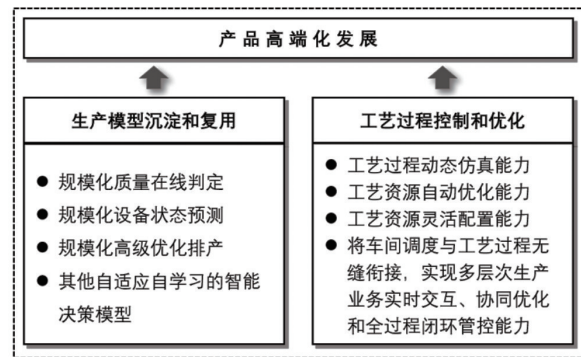 产品高端化发展
生产模型沉淀和复用
● 规模化质量在线判定
● 规模化设备状态预测
● 规模化高级优化排产
● 其他自适应自学习的智能
决策模型
工艺过程控制和优化
● 工艺过程动态仿真能力
● 工艺资源自动优化能力
● 工艺资源灵活配置能力
● 将车间调度与工艺过程无
缝衔接，实现多层次生产
业务实时交互、协同优化
和全过程闭环管控能力